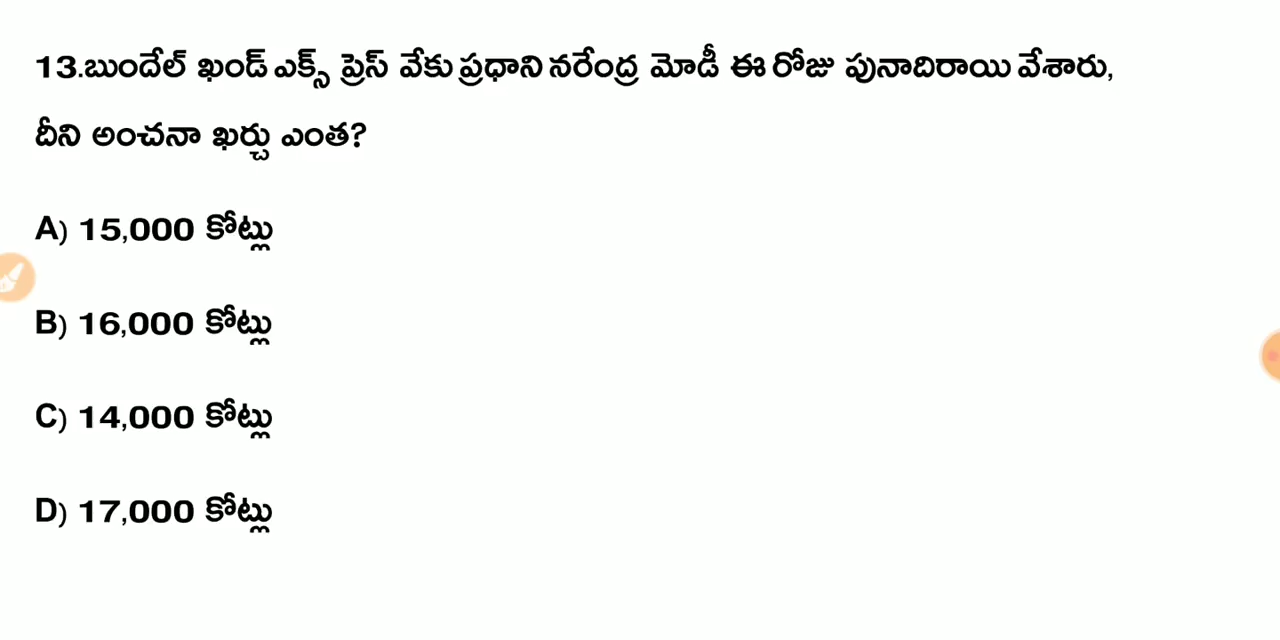 13.బుందేల్ ఖండ్ ఎక్స్ ప్రెస్ వేకు ప్రధాని నరేంద్ర మోడీ ఈ రోజు పునాదిరాయి వేశారు,
దీని అంచనా ఖర్చు ఎంత?
A) 15,000 కోట్లు
B) 16,000 కోట్లు
C) 14,000 కోట్లు
D) 17,000 కోట్లు